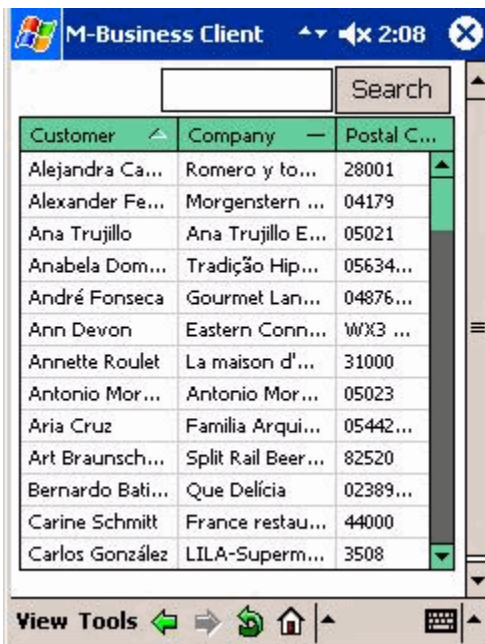 M-Business Client 2:08
Search
Customer Company Postal C...
Alejandra Ca... Romero y to... 28001
Alexander Fe... Morgenstern ... 04179
Ana Trujillo Ana Trujillo E... 05021
Anabela Dom... Tradição Hip... 05634...
André Fonseca Gourmet Lan... 04876...
Ann Devon Eastern Conn... WX3 ...
Annette Roulet La maison d'... 31000
Antonio Mor... Antonio Mor... 05023
Aria Cruz Familia Arqui... 05442...
Art Braunsch... Split Rail Beer... 82520
Bernardo Bati... Que Delícia 02389...
Carine Schmitt France restau... 44000
Carlos González LILA-Superm... 3508
View Tools